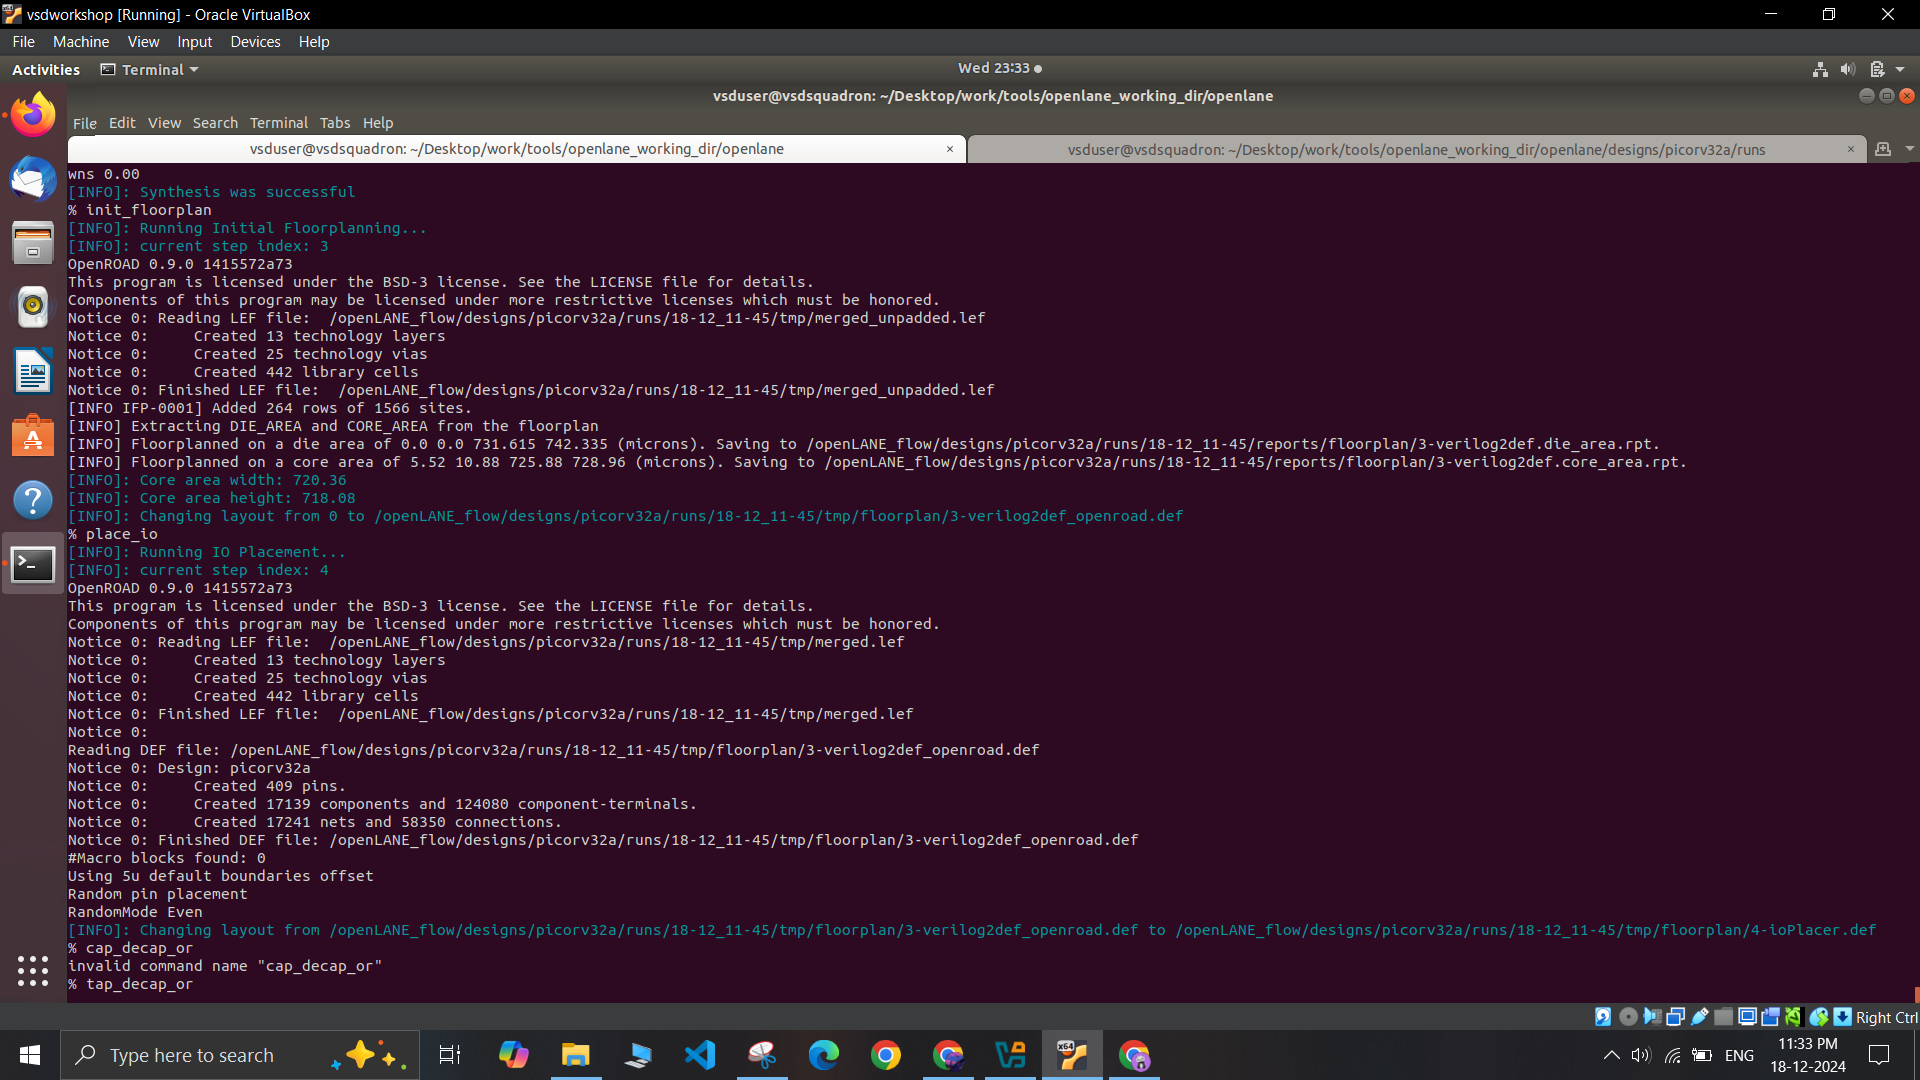 vsdworkshop [Running] - Oracle VirtualBox
File Machine View Input Devices Help
Activities Terminal Wed 23:33
vsduser@vsdsquadron: ~/Desktop/work/tools/openlane_working_dir/openlane
File Edit View Search Terminal Tabs Help
vsduser@vsdsquadron: ~/Desktop/work/tools/openlane_working_dir/openlane × vsduser@vsdsquadron: ~/Desktop/work/tools/openlane_working_dir/openlane/designs/picorv32a/runs ×
wns 0.00
[INFO]: Synthesis was successful
% init_floorplan
[INFO]: Running Initial Floorplanning...
[INFO]: current step index: 3
OpenROAD 0.9.0 1415572a73
This program is licensed under the BSD-3 license. See the LICENSE file for details.
Components of this program may be licensed under more restrictive licenses which must be honored.
Notice 0: Reading LEF file:  /openLANE_flow/designs/picorv32a/runs/18-12_11-45/tmp/merged_unpadded.lef
Notice 0:     Created 13 technology layers
Notice 0:     Created 25 technology vias
Notice 0:     Created 442 library cells
Notice 0: Finished LEF file:  /openLANE_flow/designs/picorv32a/runs/18-12_11-45/tmp/merged_unpadded.lef
[INFO IFP-0001] Added 264 rows of 1566 sites.
[INFO] Extracting DIE_AREA and CORE_AREA from the floorplan
[INFO] Floorplanned on a die area of 0.0 0.0 731.615 742.335 (microns). Saving to /openLANE_flow/designs/picorv32a/runs/18-12_11-45/reports/floorplan/3-verilog2def.die_area.rpt.
[INFO] Floorplanned on a core area of 5.52 10.88 725.88 728.96 (microns). Saving to /openLANE_flow/designs/picorv32a/runs/18-12_11-45/reports/floorplan/3-verilog2def.core_area.rpt.
[INFO]: Core area width: 720.36
[INFO]: Core area height: 718.08
[INFO]: Changing layout from 0 to /openLANE_flow/designs/picorv32a/runs/18-12_11-45/tmp/floorplan/3-verilog2def_openroad.def
% place_io
[INFO]: Running IO Placement...
[INFO]: current step index: 4
OpenROAD 0.9.0 1415572a73
This program is licensed under the BSD-3 license. See the LICENSE file for details.
Components of this program may be licensed under more restrictive licenses which must be honored.
Notice 0: Reading LEF file:  /openLANE_flow/designs/picorv32a/runs/18-12_11-45/tmp/merged.lef
Notice 0:     Created 13 technology layers
Notice 0:     Created 25 technology vias
Notice 0:     Created 442 library cells
Notice 0: Finished LEF file:  /openLANE_flow/designs/picorv32a/runs/18-12_11-45/tmp/merged.lef
Notice 0:
Reading DEF file: /openLANE_flow/designs/picorv32a/runs/18-12_11-45/tmp/floorplan/3-verilog2def_openroad.def
Notice 0: Design: picorv32a
Notice 0:     Created 409 pins.
Notice 0:     Created 17139 components and 124080 component-terminals.
Notice 0:     Created 17241 nets and 58350 connections.
Notice 0: Finished DEF file: /openLANE_flow/designs/picorv32a/runs/18-12_11-45/tmp/floorplan/3-verilog2def_openroad.def
#Macro blocks found: 0
Using 5u default boundaries offset
Random pin placement
RandomMode Even
[INFO]: Changing layout from /openLANE_flow/designs/picorv32a/runs/18-12_11-45/tmp/floorplan/3-verilog2def_openroad.def to /openLANE_flow/designs/picorv32a/runs/18-12_11-45/tmp/floorplan/4-ioPlacer.def
% cap_decap_or
invalid command name "cap_decap_or"
% tap_decap_or
Right Ctrl
Type here to search
ENG
11:33 PM
18-12-2024